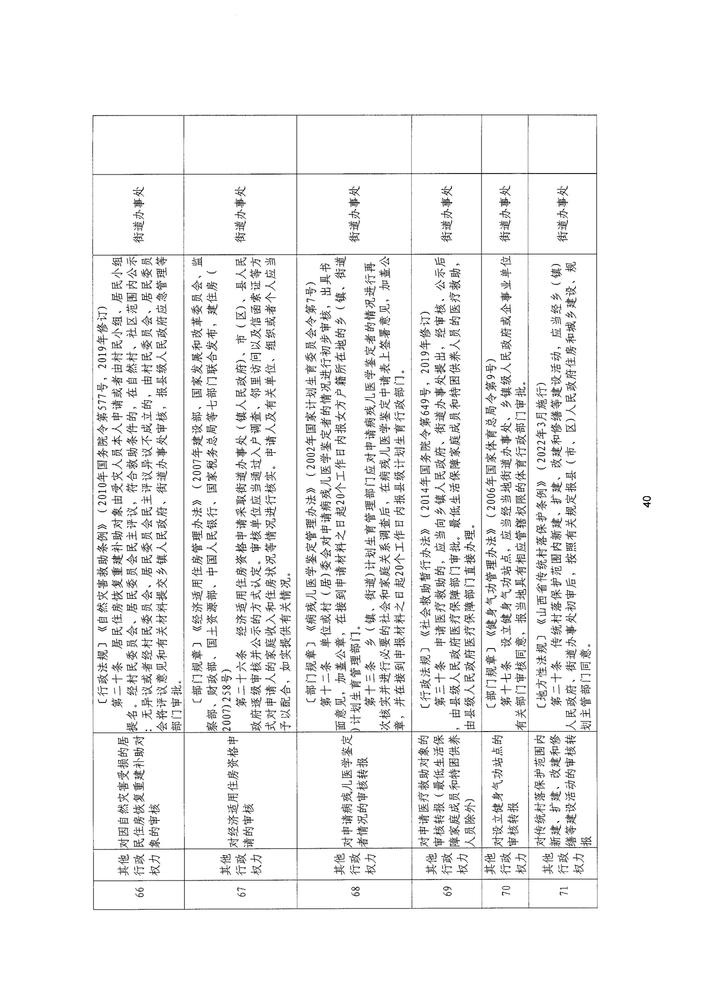 66
其他
行政
权力
对因自然灾害受损的居
民住房恢复重建补助对
象的审核
〔行政法规〕《自然灾害救助条例》（2010年国务院令第577号，2019年修订）
第二十条　居民住房恢复重建补助对象由受灾人员本人申请或者由村民小组、居民小组
提名。经村民委员会、居民委员会民主评议，符合救助条件的，在自然村、社区范围内公示
；无异议或者经村民委员会、居民委员会民主评议异议不成立的，由村民委员会、居民委员
会将评议意见和有关材料提交乡镇人民政府、街道办事处审核，报县级人民政府应急管理等
部门审批。
街道办事处
67
其他
行政
权力
对经济适用住房资格申
请的审核
〔部门规章〕《经济适用住房管理办法》（2007年建设部、国家发展和改革委员会、监
察部、财政部、国土资源部、中国人民银行、国家税务总局等七部门联合发布，建住房（
2007)258号）
第二十六条　经济适用住房资格申请采取街道办事处（镇人民政府）、市（区）、县人民
政府逐级审核并公示的方式认定。审核单位应当通过入户调查、邻里访问以及信函索证等方
式对申请人的家庭收入和住房状况等情况进行核实。申请人及有关单位、组织或者个人应当
予以配合，如实提供有关情况。
街道办事处
68
其他
行政
权力
对申请病残儿医学鉴定
者情况的审核转报
〔部门规章〕《病残儿医学鉴定管理办法》（2002年国家计划生育委员会令第7号）
第十二条　单位或村（居）委会对申请病残儿医学鉴定者的情况进行初步审核，出具书
面意见，加盖公章，在接到申请材料之日起20个工作日内报女方户籍所在地的乡（镇、街道
）计划生育管理部门。
第十三条　乡（镇、街道）计划生育管理部门应对申请病残儿医学鉴定者的情况进行再
次核实并进行必要的社会和家庭关系调查后，在病残儿医学鉴定申请表上签署意见，加盖公
章，并在接到申报材料之日起20个工作日内报县级计划生育行政部门。
街道办事处
69
其他
行政
权力
对申请医疗救助对象的
审核转报（最低生活保
障家庭成员和特困供养
人员除外）
〔行政法规〕《社会救助暂行办法》（2014年国务院令第649号，2019年修订）
第三十条　申请医疗救助的，应当向乡镇人民政府、街道办事处提出，经审核、公示后
，由县级人民政府医疗保障部门审批。最低生活保障家庭成员和特困供养人员的医疗救助，
由县级人民政府医疗保障部门直接办理。
街道办事处
70
其他
行政
权力
对设立健身气功站点的
审核转报
〔部门规章〕《健身气功管理办法》（2006年国家体育总局令第9号）
第十七条　设立健身气功站点，应当经当地街道办事处、乡镇级人民政府或企事业单位
有关部门审核同意，报当地具有相应管辖权限的体育行政部门审批。
街道办事处
71
其他
行政
权力
对传统村落保护范围内
新建、扩建、改建和修
缮等建设活动的审核转
报
〔地方性法规〕《山西省传统村落保护条例》（2022年3月施行）
第二十条　传统村落保护范围内新建、扩建、改建和修缮等建设活动，应当经乡（镇）
人民政府、街道办事处初审后，按照有关规定报县（市、区）人民政府住房和城乡建设、规
划主管部门同意。
街道办事处
40